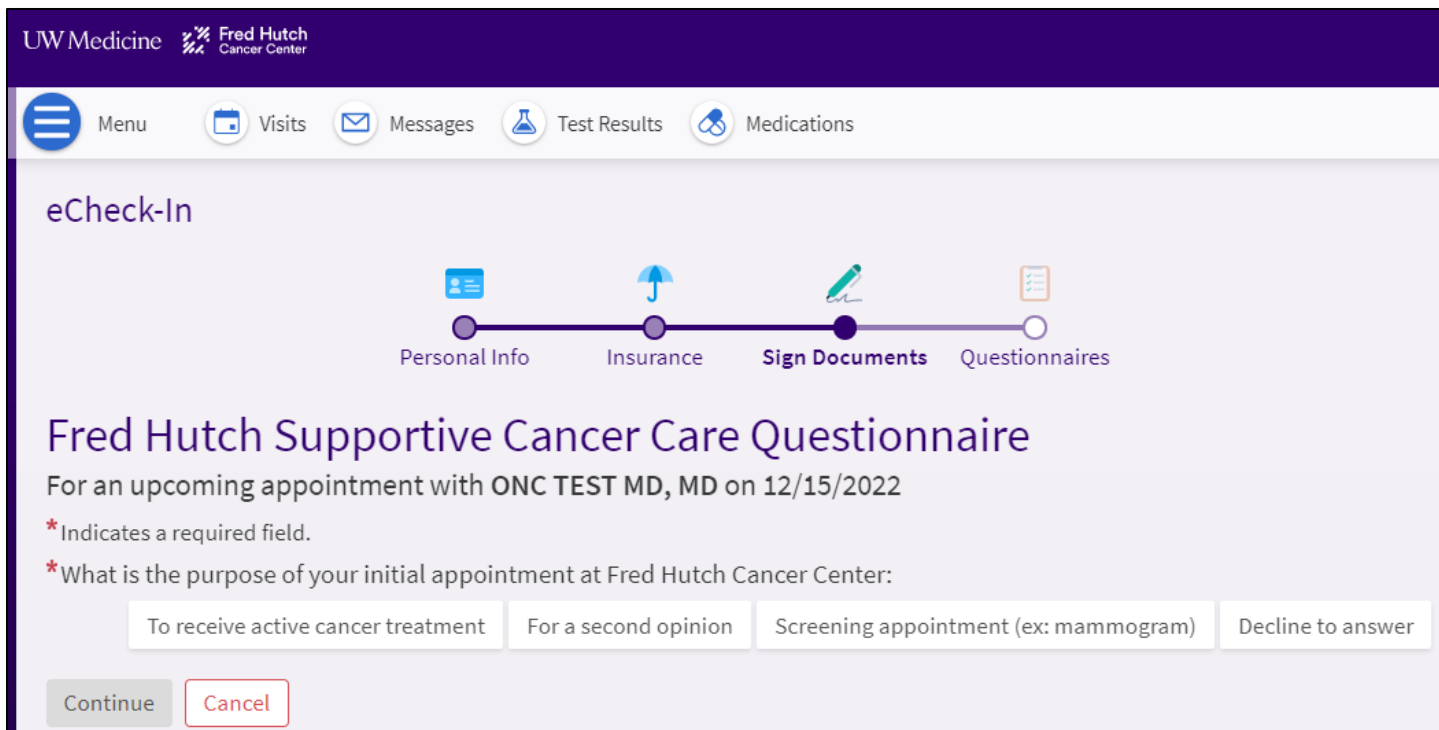 UW Medicine Fred Hutch
Cancer Center
Menu Visits Messages Test Results Medications
eCheck-In
Personal Info Insurance Sign Documents Questionnaires
Fred Hutch Supportive Cancer Care Questionnaire
For an upcoming appointment with ONC TEST MD, MD on 12/15/2022
*Indicates a required field.
*What is the purpose of your initial appointment at Fred Hutch Cancer Center:
To receive active cancer treatment For a second opinion Screening appointment (ex: mammogram) Decline to answer
Continue Cancel